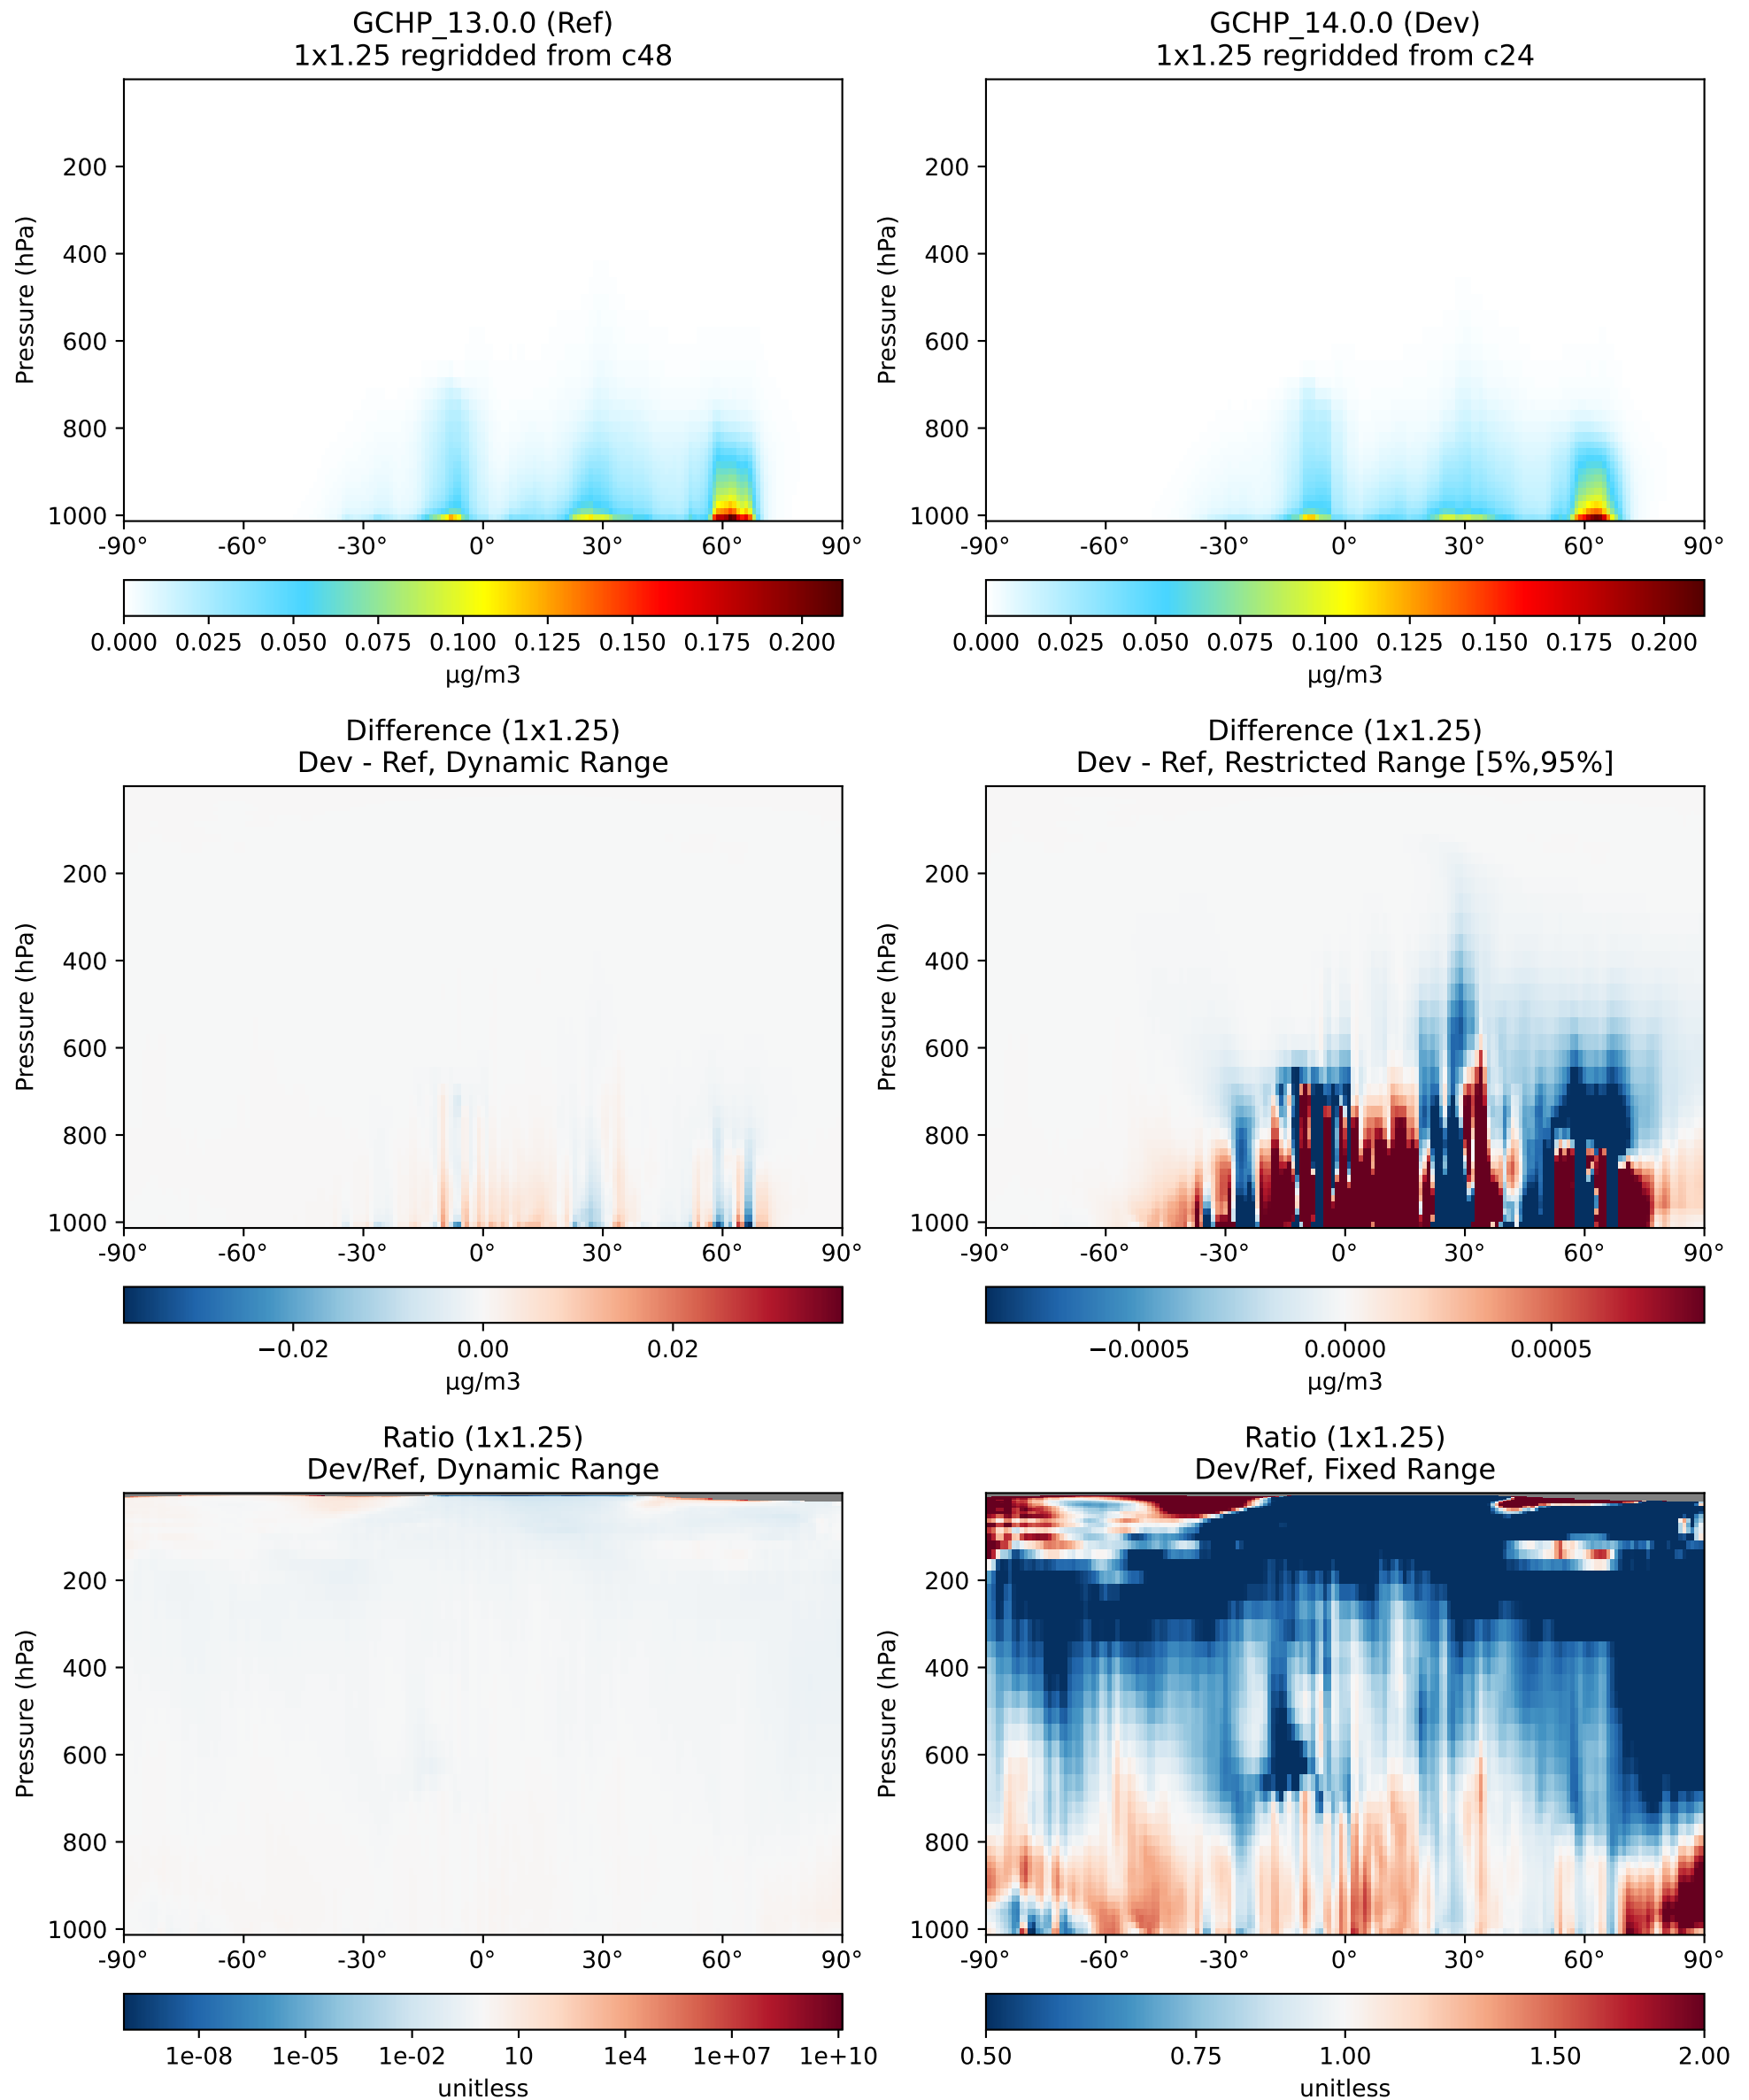 GCHP_13.0.0 (Ref)
1x1.25 regridded from c48
GCHP_14.0.0 (Dev)
1x1.25 regridded from c24
Pressure (hPa)
200
400
600
800
1000
-90° -60° -30° 0° 30° 60° 90°
0.000 0.025 0.050 0.075 0.100 0.125 0.150 0.175 0.200
µg/m3
Pressure (hPa)
200
400
600
800
1000
-90° -60° -30° 0° 30° 60° 90°
0.000 0.025 0.050 0.075 0.100 0.125 0.150 0.175 0.200
µg/m3
Difference (1x1.25)
Dev - Ref, Dynamic Range
Difference (1x1.25)
Dev - Ref, Restricted Range [5%,95%]
Pressure (hPa)
200
400
600
800
1000
-90° -60° -30° 0° 30° 60° 90°
−0.02 0.00 0.02
µg/m3
Pressure (hPa)
200
400
600
800
1000
-90° -60° -30° 0° 30° 60° 90°
−0.0005 0.0000 0.0005
µg/m3
Ratio (1x1.25)
Dev/Ref, Dynamic Range
Ratio (1x1.25)
Dev/Ref, Fixed Range
Pressure (hPa)
200
400
600
800
1000
-90° -60° -30° 0° 30° 60° 90°
1e-08 1e-05 1e-02 10 1e4 1e+07 1e+10
unitless
Pressure (hPa)
200
400
600
800
1000
-90° -60° -30° 0° 30° 60° 90°
0.50 0.75 1.00 1.50 2.00
unitless